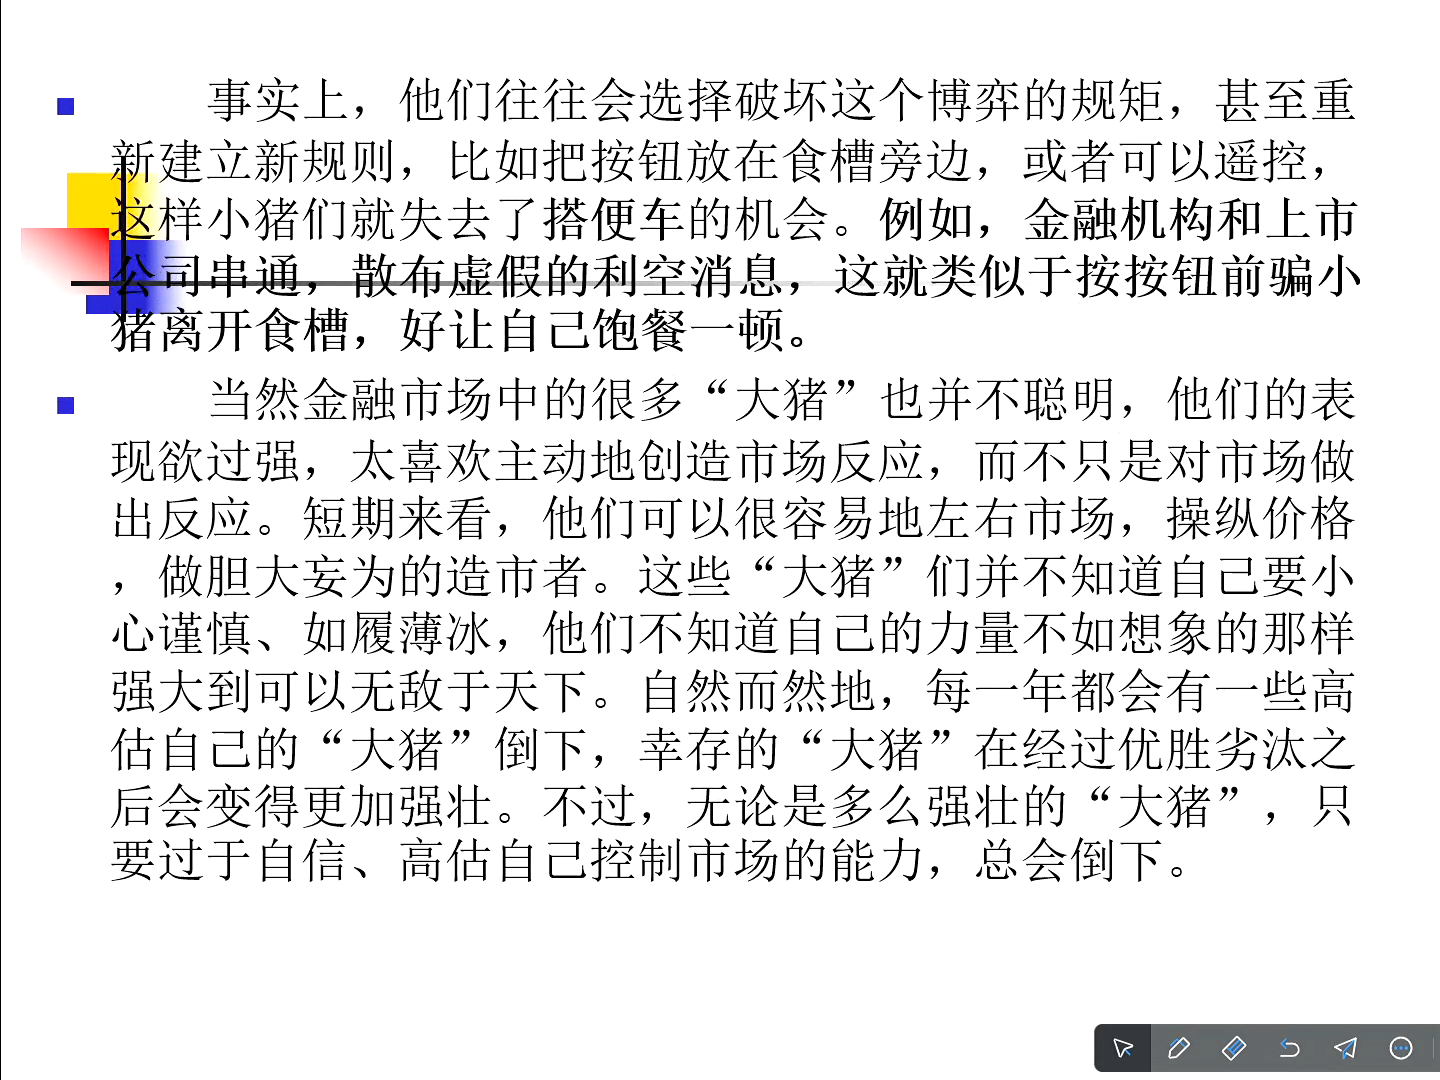 事实上，他们往往会选择破坏这个博弈的规矩，甚至重
新建立新规则，比如把按钮放在食槽旁边，或者可以遥控，
这样小猪们就失去了搭便车的机会。例如，金融机构和上市
公司串通，散布虚假的利空消息，这就类似于按按钮前骗小
猪离开食槽，好让自己饱餐一顿。
当然金融市场中的很多“大猪”也并不聪明，他们的表
现欲过强，太喜欢主动地创造市场反应，而不只是对市场做
出反应。短期来看，他们可以很容易地左右市场，操纵价格
，做胆大妄为的造市者。这些“大猪”们并不知道自己要小
心谨慎、如履薄冰，他们不知道自己的力量不如想象的那样
强大到可以无敌于天下。自然而然地，每一年都会有一些高
估自己的“大猪”倒下，幸存的“大猪”在经过优胜劣汰之
后会变得更加强壮。不过，无论是多么强壮的“大猪”，只
要过于自信、高估自己控制市场的能力，总会倒下。